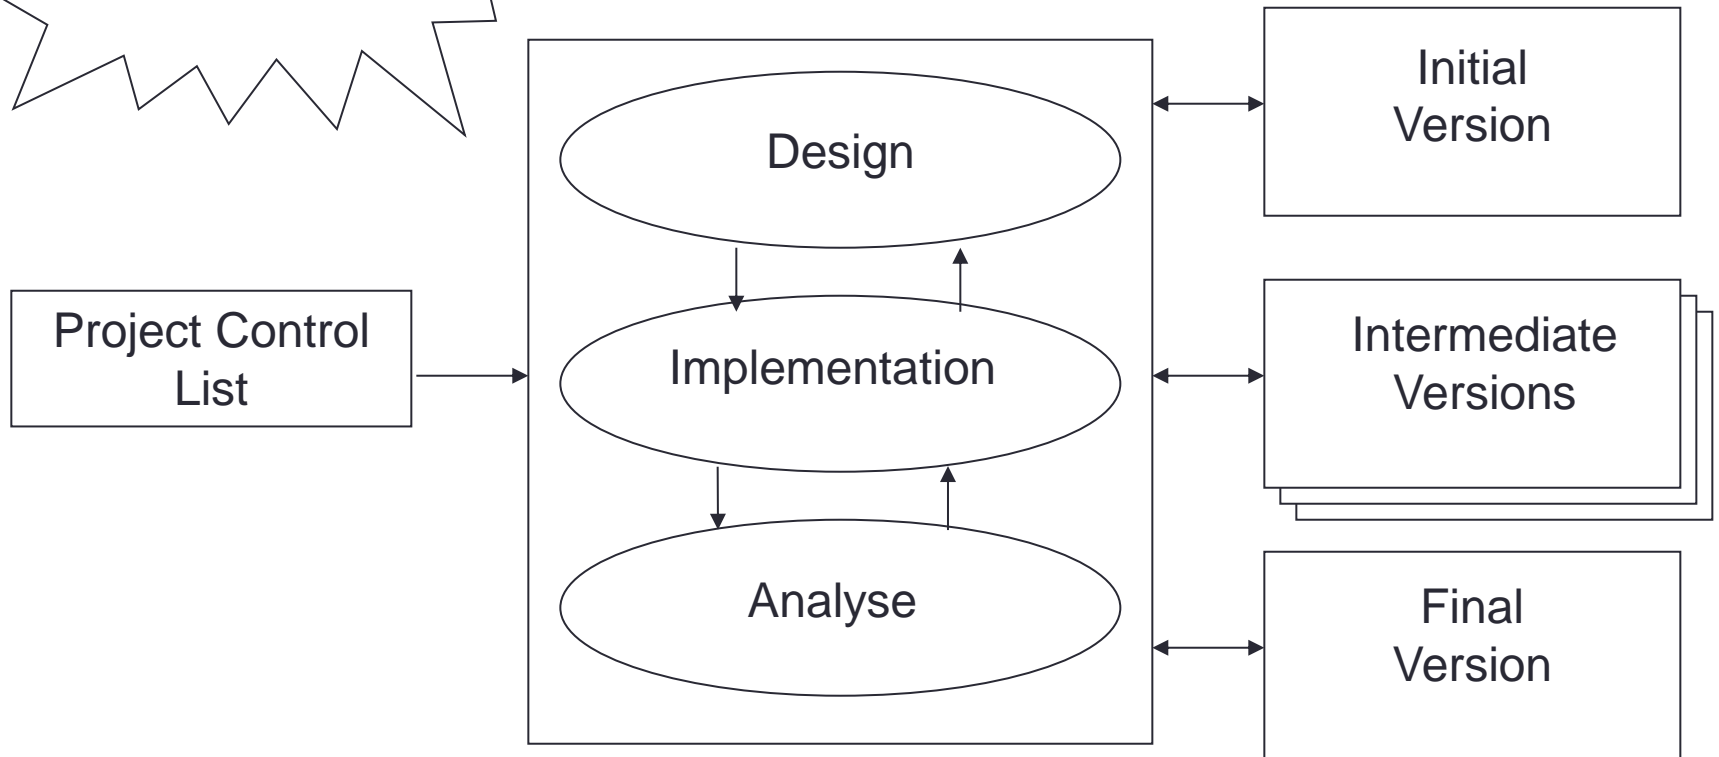 Initial
Version
Design
Project Control
List
Implementation
Intermediate
Versions
Analyse
Final
Version